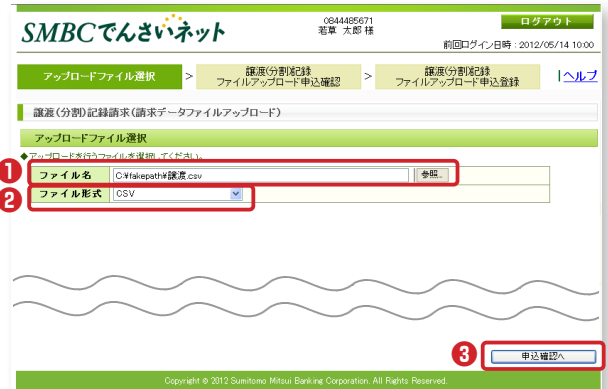 SMBCでんさいネット
0844485671
若草 太郎 様
ログアウト
前回ログイン日時 : 2012/05/14 10:00
アップロードファイル選択 > 譲渡(分割)記録 ファイルアップロード申込確認 > 譲渡(分割)記録 ファイルアップロード申込登録 | ヘルプ
譲渡(分割)記録請求(請求データファイルアップロード)
アップロードファイル選択
◆アップロードを行うファイルを選択してください。
1 ファイル名 C:¥fakepath¥譲渡.csv 参照...
2 ファイル形式 CSV
3 申込確認へ
Copyright © 2012 Sumitomo Mitsui Banking Corporation. All Rights Reserved.